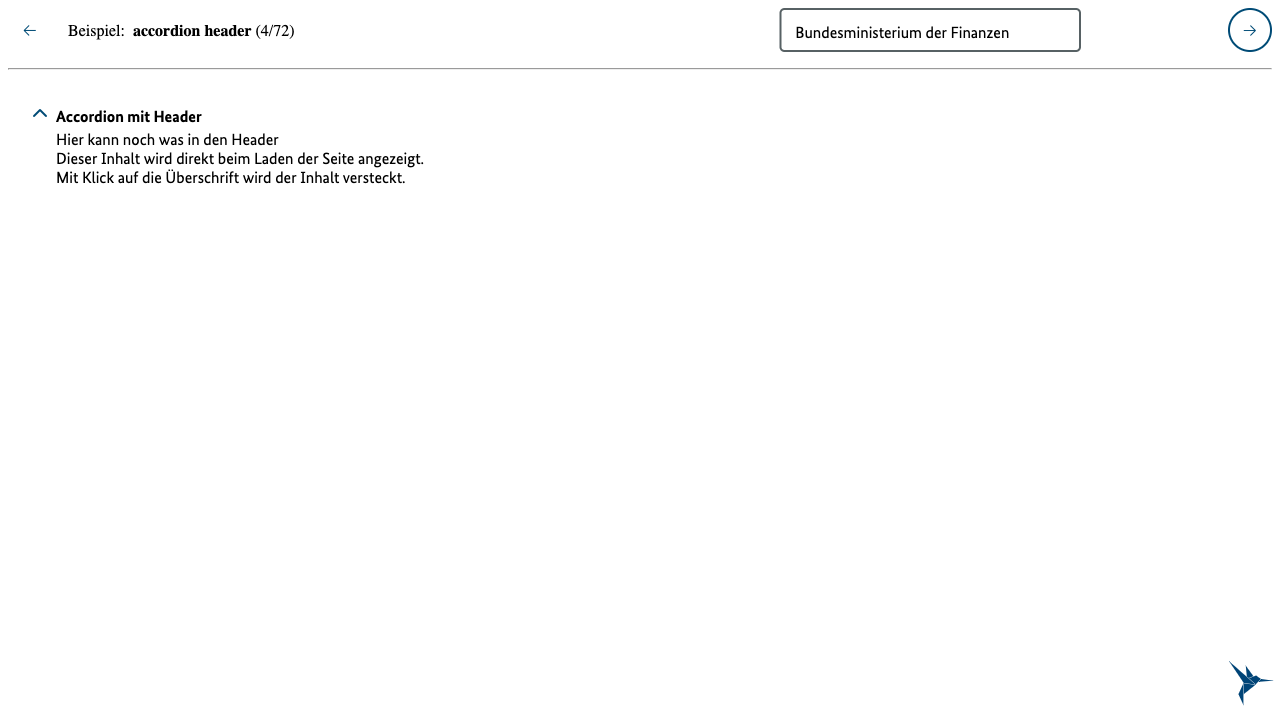 Beispiel: accordion header (4/72)
Bundesministerium der Finanzen
Accordion mit Header
Hier kann noch was in den Header
Dieser Inhalt wird direkt beim Laden der Seite angezeigt.
Mit Klick auf die Überschrift wird der Inhalt versteckt.